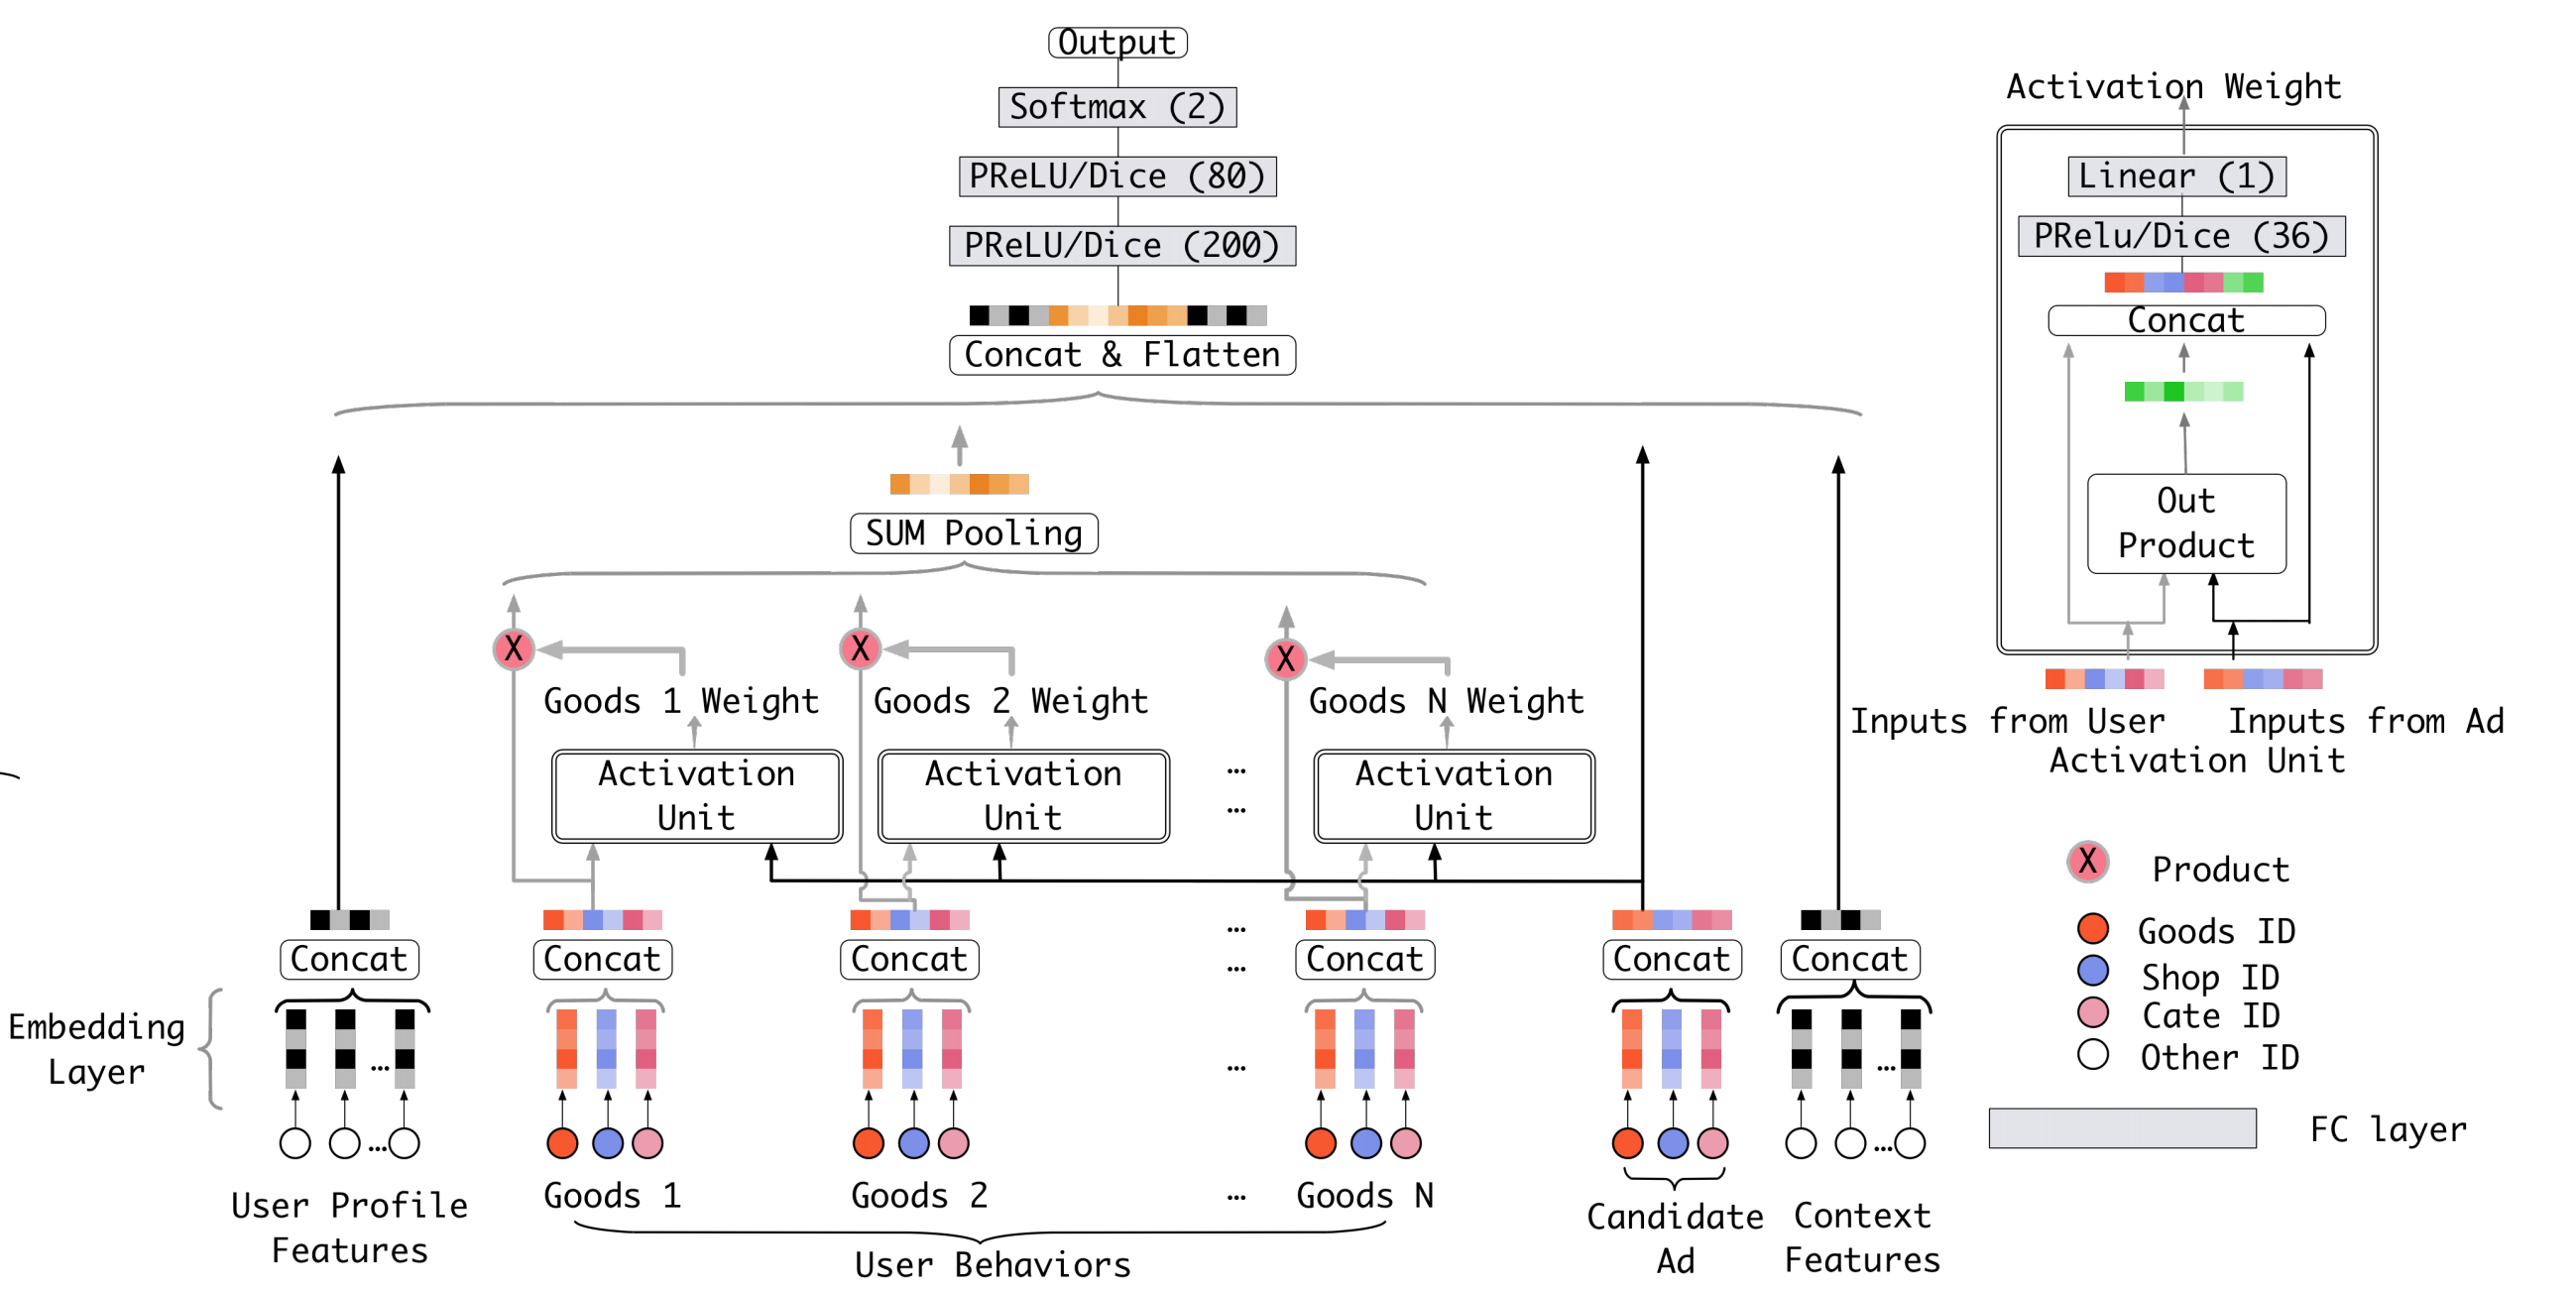 Output
Softmax (2)
PReLU/Dice (80)
PReLU/Dice (200)
Concat & Flatten
SUM Pooling
X
X
X
Goods 1 Weight
Goods 2 Weight
Goods N Weight
Activation
Unit
Activation
Unit
...
...
Activation
Unit
...
...
Concat
Concat
Concat
Concat
Concat
Concat
Embedding
Layer
...
...
...
...
...
User Profile
Features
Goods 1
Goods 2
...
Goods N
User Behaviors
Candidate
Ad
Context
Features
Activation Weight
Linear (1)
PRelu/Dice (36)
Concat
Out
Product
Inputs from User
Inputs from Ad
Activation Unit
X
Product
Goods ID
Shop ID
Cate ID
Other ID
FC layer